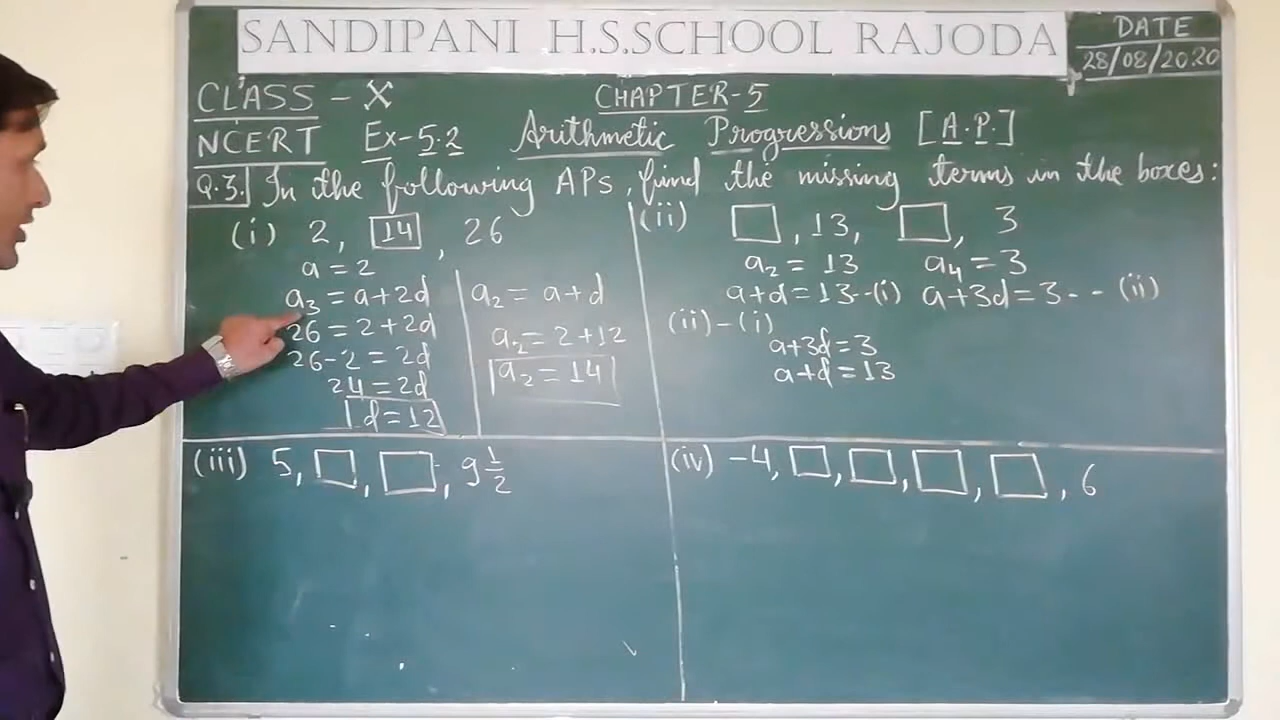 SANDIPANI H.S.SCHOOL RAJODA
DATE
28/08/2020
CLASS - X
CHAPTER-5
NCERT Ex-5.2 Arithmetic Progressions [A.P.]
Q.3. In the following APs, find the missing terms in the boxes:
(i) 2, 14, 26
a = 2
a₃ = a+2d
26 = 2+2d
26-2 = 2d
24 = 2d
d = 12
a₂ = a+d
a₂ = 2+12
a₂ = 14
(ii) □, 13, □, 3
a₂ = 13 a₄ = 3
a+d = 13 --(i) a+3d = 3 -- (ii)
(ii) - (i)
a+3d = 3
a+d = 13
(iii) 5, □, □, 9 1/2
(iv) -4, □, □, □, □, 6